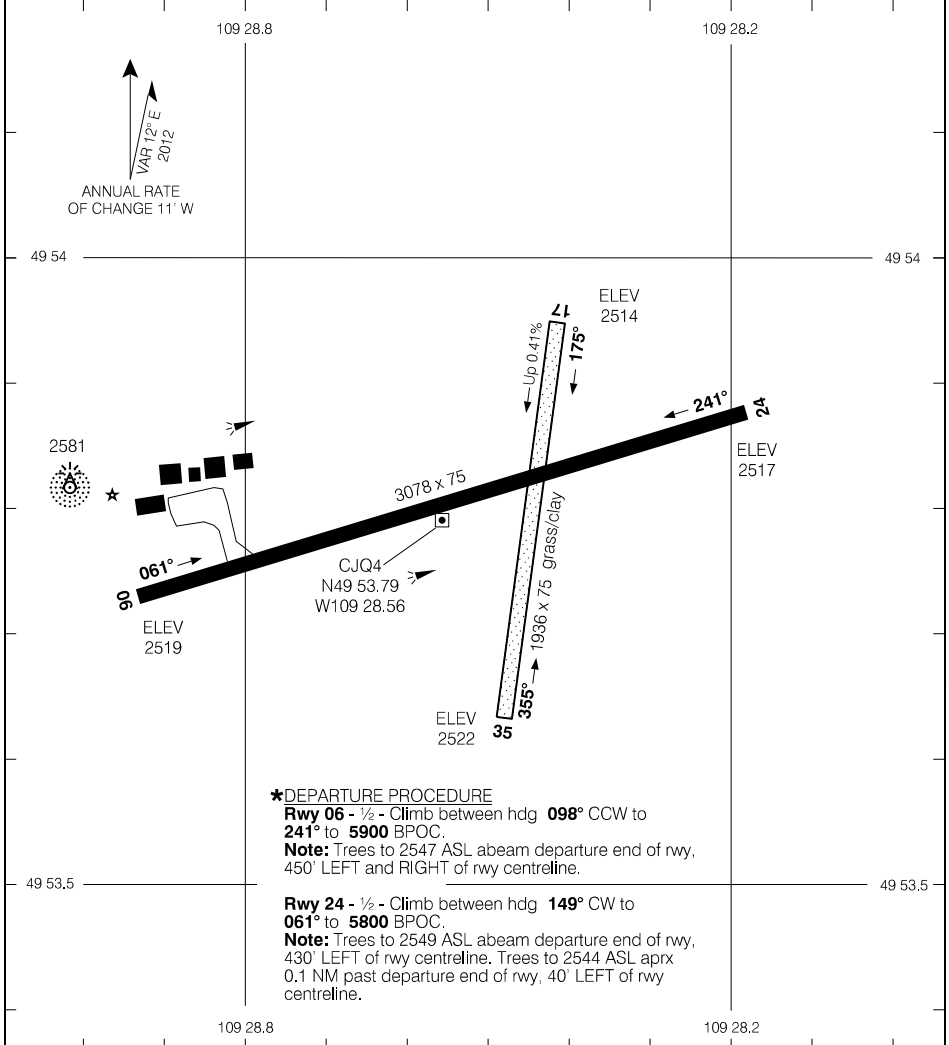 109 28.8
109 28.2
VAR 12° E
2012
ANNUAL RATE
OF CHANGE 11' W
49 54
49 54
ELEV
2514
17
175°
Up 0.41%
241°
24
ELEV
2517
2581
3078 x 75
CJQ4
N49 53.79
W109 28.56
061°
06
ELEV
2519
1936 x 75 grass/clay
355°
35
ELEV
2522
*DEPARTURE PROCEDURE
Rwy 06 - ½ - Climb between hdg 098° CCW to
241° to 5900 BPOC.
Note: Trees to 2547 ASL abeam departure end of rwy,
450' LEFT and RIGHT of rwy centreline.
49 53.5
49 53.5
Rwy 24 - ½ - Climb between hdg 149° CW to
061° to 5800 BPOC.
Note: Trees to 2549 ASL abeam departure end of rwy,
430' LEFT of rwy centreline. Trees to 2544 ASL aprx
0.1 NM past departure end of rwy, 40' LEFT of rwy
centreline.
109 28.8
109 28.2